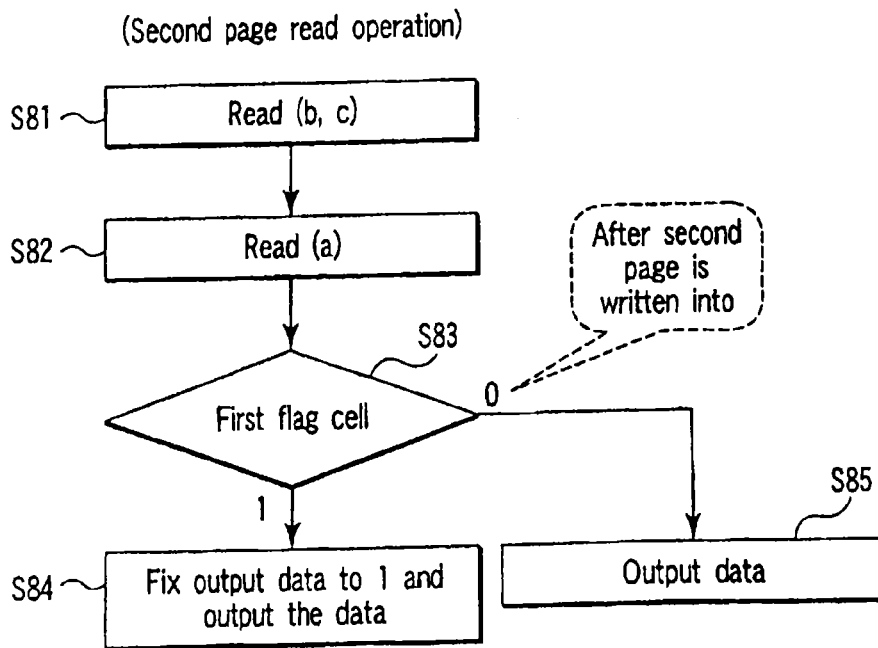 (Second page read operation)
S81
Read (b, c)
S82
Read (a)
After second
page is
written into
S83
First flag cell
0
1
S84
Fix output data to 1 and
output the data
S85
Output data